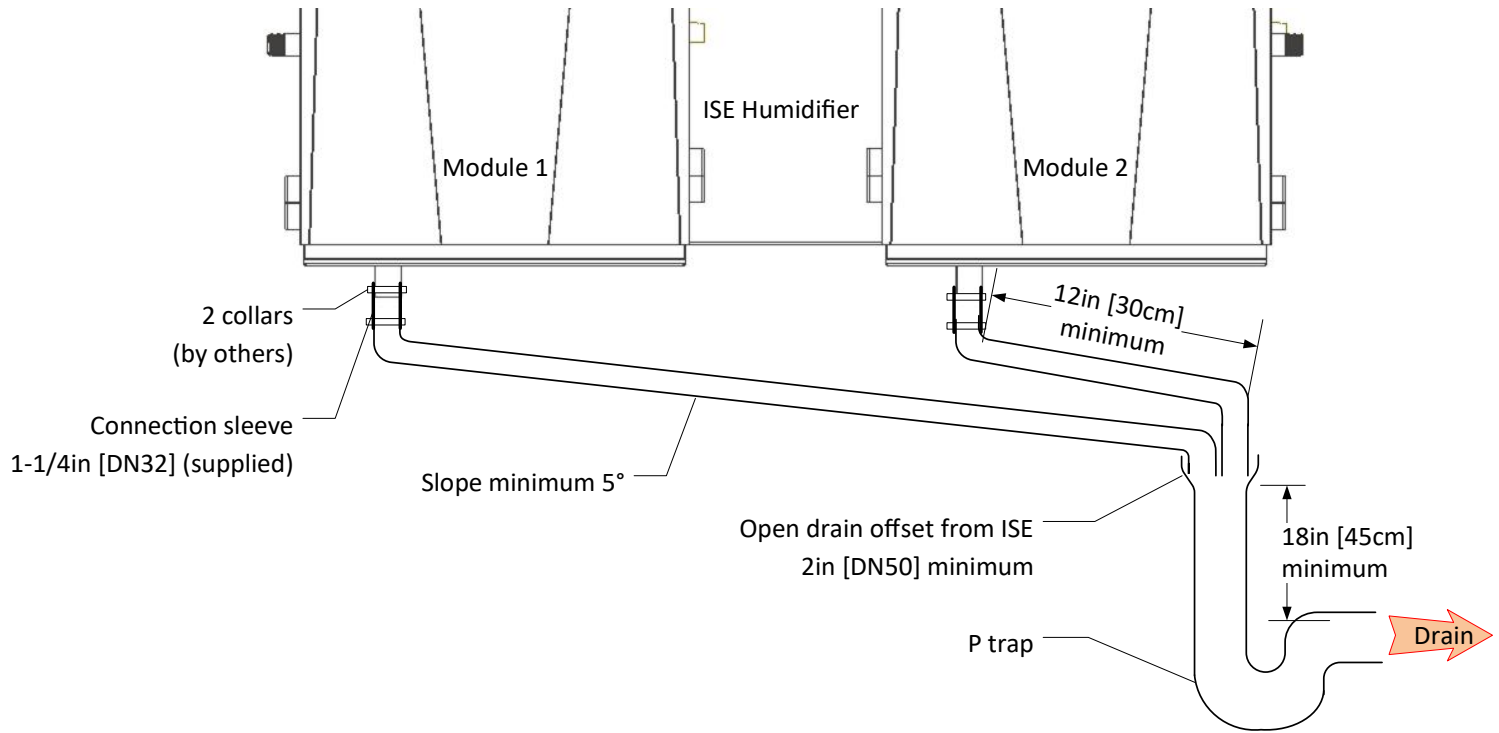 ISE Humidifier
Module 1
Module 2
12in [30cm]
minimum
2 collars
(by others)
Connection sleeve
1-1/4in [DN32] (supplied)
Slope minimum 5°
Open drain offset from ISE
2in [DN50] minimum
18in [45cm]
minimum
P trap
Drain